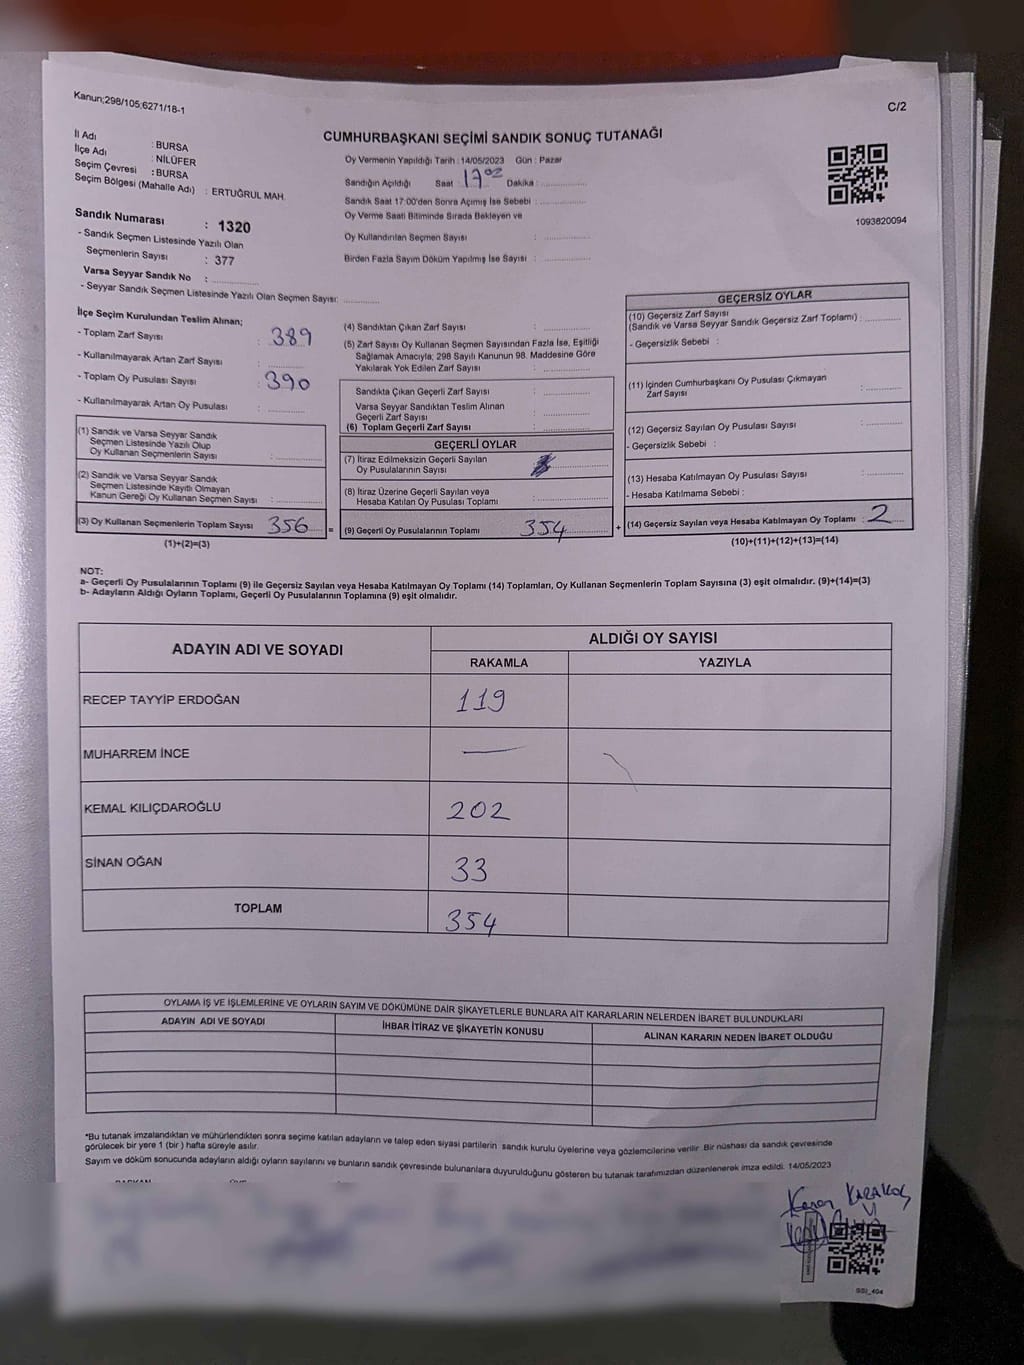 Kanun;298/105;6271/18-1
C/2
CUMHURBAŞKANI SEÇİMİ SANDIK SONUÇ TUTANAĞI
İl Adı : BURSA
İlçe Adı : NİLÜFER
Seçim Çevresi : BURSA
Seçim Bölgesi (Mahalle Adı) : ERTUĞRUL MAH.
Oy Vermenin Yapıldığı Tarih : 14/05/2023 Gün : Pazar
Sandığın Açıldığı Saat : 17 02 Dakika : ..............
Sandık Saat 17:00'den Sonra Açımış İse Sebebi : ..............
Oy Verme Saati Bitiminde Sırada Bekleyen ve
Oy Kullandırılan Seçmen Sayısı : ..............
Birden Fazla Sayım Döküm Yapılmış İse Sayısı : ..............
1093820094
Sandık Numarası : 1320
- Sandık Seçmen Listesinde Yazılı Olan
Seçmenlerin Sayısı : 377
Varsa Seyyar Sandık No : ..............
- Seyyar Sandık Seçmen Listesinde Yazılı Olan Seçmen Sayısı: ..............
İlçe Seçim Kurulundan Teslim Alınan;
- Toplam Zarf Sayısı : 389
- Kullanılmayarak Artan Zarf Sayısı : ..............
- Toplam Oy Pusulası Sayısı : 390
- Kullanılmayarak Artan Oy Pusulası : ..............
(1) Sandık ve Varsa Seyyar Sandık
Seçmen Listesinde Yazılı Olup
Oy Kullanan Seçmenlerin Sayısı : ..............
(2) Sandık ve Varsa Seyyar Sandık
Seçmen Listesinde Kayıtlı Olmayan
Kanun Gereği Oy Kullanan Seçmen Sayısı : ..............
(3) Oy Kullanan Seçmenlerin Toplam Sayısı : 356 =
(1)+(2)=(3)
(4) Sandıktan Çıkan Zarf Sayısı : ..............
(5) Zarf Sayısı Oy Kullanan Seçmen Sayısından Fazla İse, Eşitliği
Sağlamak Amacıyla; 298 Sayılı Kanunun 98. Maddesine Göre
Yakılarak Yok Edilen Zarf Sayısı : ..............
Sandıkta Çıkan Geçerli Zarf Sayısı : ..............
Varsa Seyyar Sandıktan Teslim Alınan
Geçerli Zarf Sayısı : ..............
(6) Toplam Geçerli Zarf Sayısı : ..............
GEÇERLİ OYLAR
(7) İtiraz Edilmeksizin Geçerli Sayılan
Oy Pusulalarının Sayısı : ..............
(8) İtiraz Üzerine Geçerli Sayılan veya
Hesaba Katılan Oy Pusulası Toplamı : ..............
(9) Geçerli Oy Pusulalarının Toplamı : 354 +
GEÇERSİZ OYLAR
(10) Geçersiz Zarf Sayısı
(Sandık ve Varsa Seyyar Sandık Geçersiz Zarf Toplamı) : ..............
- Geçersizlik Sebebi :
(11) İçinden Cumhurbaşkanı Oy Pusulası Çıkmayan
Zarf Sayısı : ..............
(12) Geçersiz Sayılan Oy Pusulası Sayısı : ..............
- Geçersizlik Sebebi :
(13) Hesaba Katılmayan Oy Pusulası Sayısı : ..............
- Hesaba Katılmama Sebebi :
(14) Geçersiz Sayılan veya Hesaba Katılmayan Oy Toplamı : 2
(10)+(11)+(12)+(13)=(14)
NOT:
a- Geçerli Oy Pusulalarının Toplamı (9) ile Geçersiz Sayılan veya Hesaba Katılmayan Oy Toplamı (14) Toplamları, Oy Kullanan Seçmenlerin Toplam Sayısına (3) eşit olmalıdır. (9)+(14)=(3)
b- Adayların Aldığı Oyların Toplamı, Geçerli Oy Pusulalarının Toplamına (9) eşit olmalıdır.
ADAYIN ADI VE SOYADI ALDIĞI OY SAYISI
RAKAMLA YAZIYLA
RECEP TAYYİP ERDOĞAN 119
MUHARREM İNCE —
KEMAL KILIÇDAROĞLU 202
SİNAN OĞAN 33
TOPLAM 354
OYLAMA İŞ VE İŞLEMLERİNE VE OYLARIN SAYIM VE DÖKÜMÜNE DAİR ŞİKAYETLERLE BUNLARA AİT KARARLARIN NELERDEN İBARET BULUNDUKLARI
ADAYIN ADI VE SOYADI İHBAR İTİRAZ VE ŞİKAYETİN KONUSU ALINAN KARARIN NEDEN İBARET OLDUĞU
*Bu tutanak imzalandıktan ve mühürlendikten sonra seçime katılan adayların ve talep eden siyasi partilerin sandık kurulu üyelerine veya gözlemcilerine verilir. Bir nüshası da sandık çevresinde
görülecek bir yere 1 (bir) hafta süreyle asılır.
Sayım ve döküm sonucunda adayların aldığı oyların sayılarını ve bunların sandık çevresinde bulunanlara duyurulduğunu gösteren bu tutanak tarafımızdan düzenlenerek imza edildi. 14/05/2023
BAŞKAN ÜYE
KARAKOÇ
GSI_404